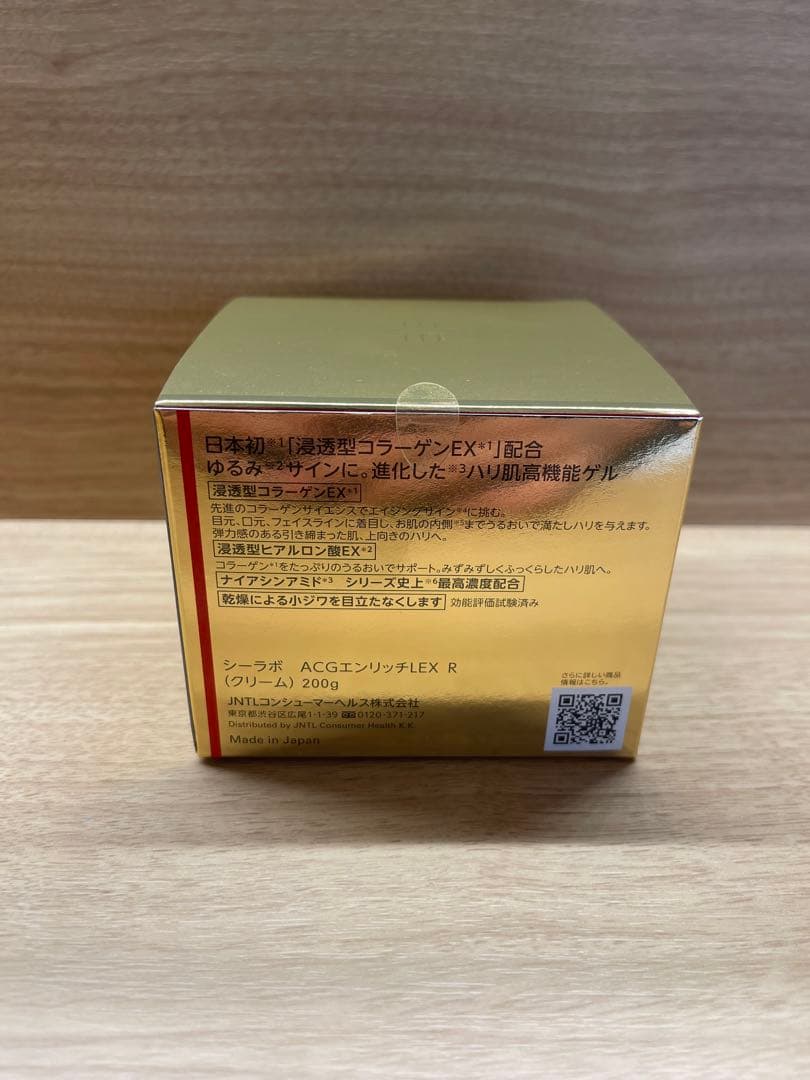 日本初※1「浸透型コラーゲンEX*1」配合
ゆるみ※2サインに。進化した※3ハリ肌高機能ゲル
浸透型コラーゲンEX*1
先進のコラーゲンサイエンスでエイジングサイン※4に挑む。
目元、口元、フェイスラインに着目し、お肌の内側※5までうるおいで満たしハリを与えます。
弾力感のある引き締まった肌、上向きのハリへ。
浸透型ヒアルロン酸EX*2
コラーゲン*1をたっぷりのうるおいでサポート。みずみずしくふっくらしたハリ肌へ。
ナイアシンアミド*3 シリーズ史上※6最高濃度配合
乾燥による小ジワを目立たなくします 効能評価試験済み
シーラボ ACGエンリッチLEX R
(クリーム) 200g
JNTLコンシューマーヘルス株式会社
東京都渋谷区広尾1-1-39 0120-371-217
Distributed by JNTL Consumer Health K.K.
Made in Japan
さらに詳しい商品
情報はこちら。